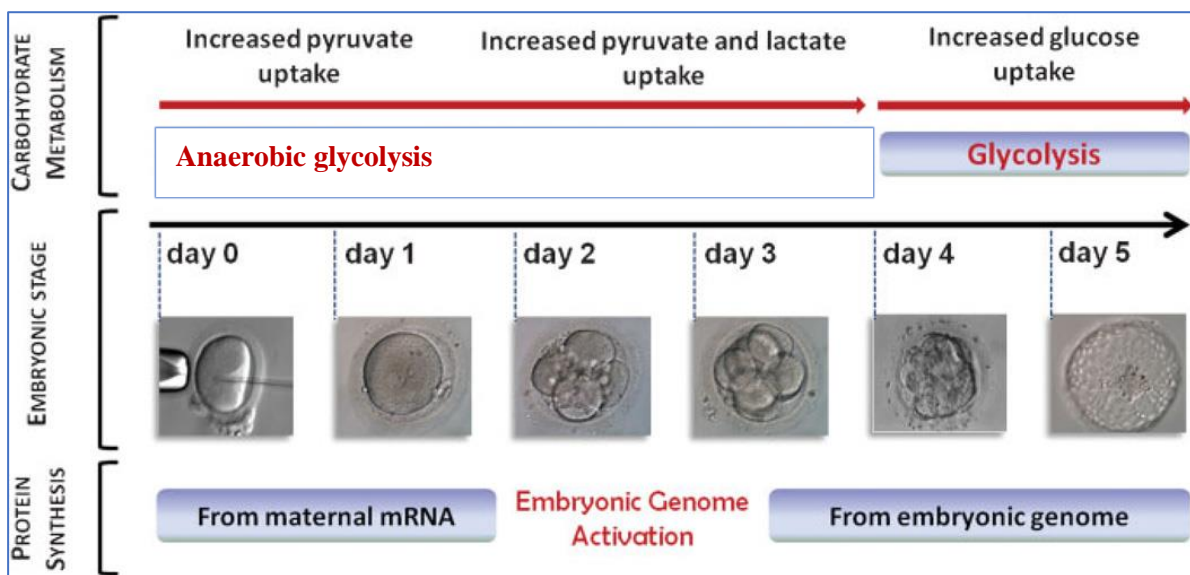 CARBOHYDRATE
METABOLISM
Increased pyruvate
uptake
Increased pyruvate and lactate
uptake
Increased glucose
uptake
Anaerobic glycolysis
Glycolysis
EMBRYONIC STAGE
day 0
day 1
day 2
day 3
day 4
day 5
PROTEIN
SYNTHESIS
From maternal mRNA
Embryonic Genome
Activation
From embryonic genome